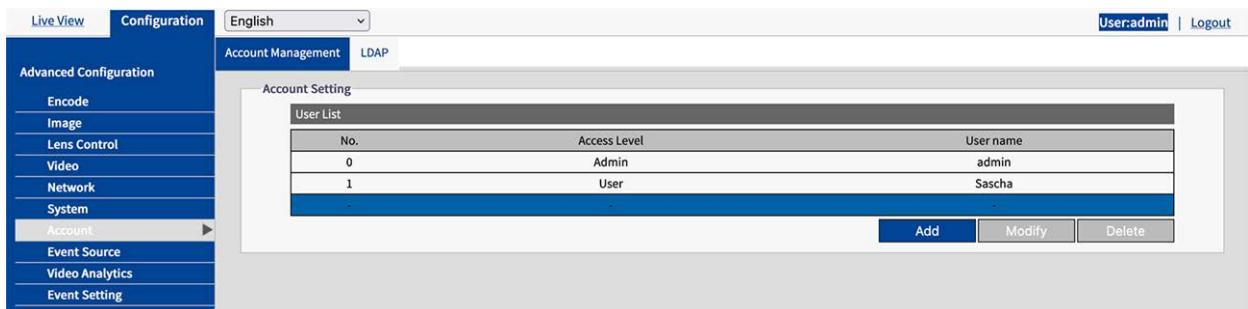 Live View Configuration English User:admin | Logout
Account Management LDAP
Advanced Configuration
Account Setting
Encode
User List
Image
No. Access Level User name
Lens Control
0 Admin admin
Video
1 User Sascha
Network
- - -
System
Account
Add Modify Delete
Event Source
Video Analytics
Event Setting